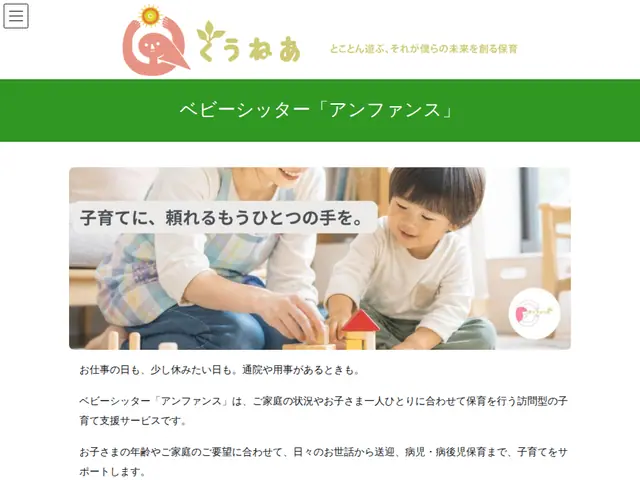 とうねあ
とことん遊ぶ、それが僕らの未来を創る保育
ベビーシッター「アンファンス」
子育てに、頼れるもうひとつの手を。
お仕事の日も、少し休みたい日も。通院や用事があるときも。
ベビーシッター「アンファンス」は、ご家庭の状況やお子さま一人ひとりに合わせて保育を行う訪問型の子
育て支援サービスです。
お子さまの年齢やご家庭のご要望に合わせて、日々のお世話から送迎、病児・病後児保育まで、子育てをサ
ポートします。